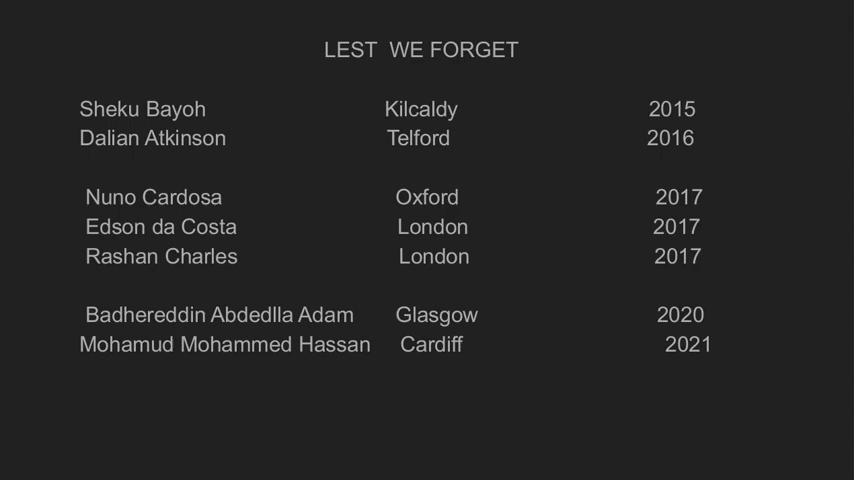 LEST WE FORGET
Sheku Bayoh Kilcaldy 2015
Dalian Atkinson Telford 2016
Nuno Cardosa Oxford 2017
Edson da Costa London 2017
Rashan Charles London 2017
Badhereddin Abdedlla Adam Glasgow 2020
Mohamud Mohammed Hassan Cardiff 2021